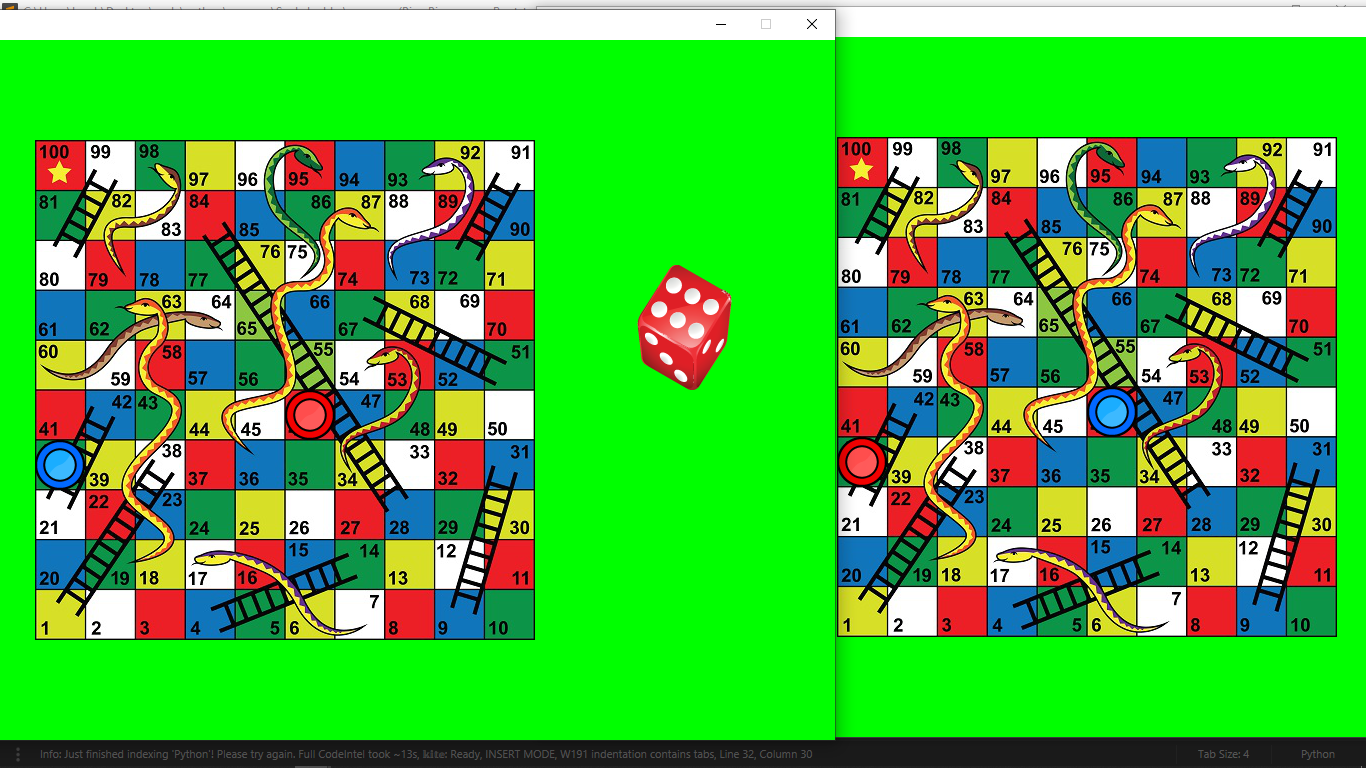 100 99 98 97 96 95 94 93 92 91
81 82 83 84 85 86 87 88 89 90
80 79 78 77 76 75 74 73 72 71
61 62 63 64 65 66 67 68 69 70
60 59 58 57 56 55 54 53 52 51
41 42 43 44 45 47 48 49 50
39 38 37 36 35 34 33 32 31
21 22 23 24 25 26 27 28 29 30
20 19 18 17 16 15 14 13 12 11
1 2 3 4 5 6 7 8 9 10
100 99 98 97 96 95 94 93 92 91
81 82 83 84 85 86 87 88 89 90
80 79 78 77 76 75 74 73 72 71
61 62 63 64 65 66 67 68 69 70
60 59 58 57 56 55 54 53 52 51
41 42 43 44 45 47 48 49 50
39 38 37 36 35 34 33 32 31
21 22 23 24 25 26 27 28 29 30
20 19 18 17 16 15 14 13 12 11
1 2 3 4 5 6 7 8 9 10
Info: Just finished indexing 'Python'! Please try again. Full CodeIntel took ~13s, Ready, INSERT MODE, W191 indentation contains tabs, Line 32, Column 30 Tab Size: 4 Python